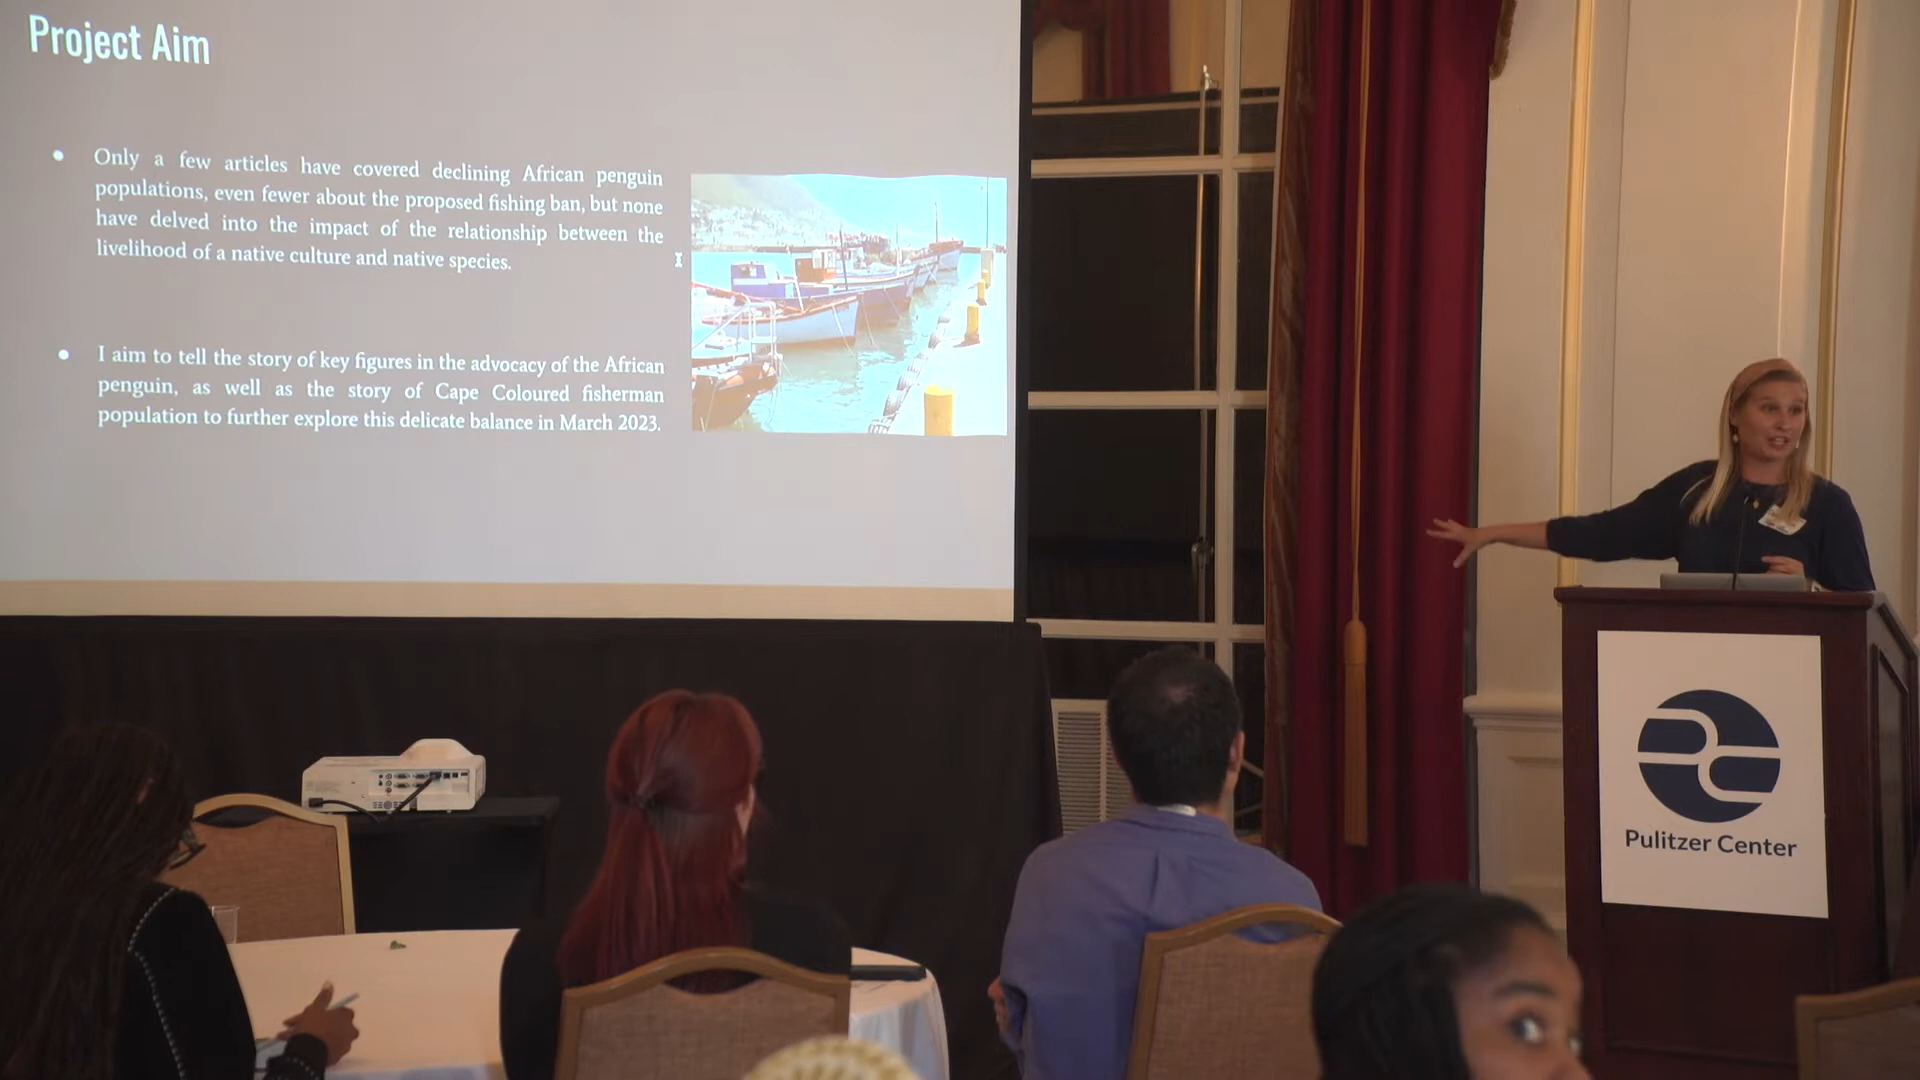 Project Aim
Only a few articles have covered declining African penguin
populations, even fewer about the proposed fishing ban, but none
have delved into the impact of the relationship between the
livelihood of a native culture and native species.
I aim to tell the story of key figures in the advocacy of the African
penguin, as well as the story of Cape Coloured fisherman
population to further explore this delicate balance in March 2023.
Pulitzer Center